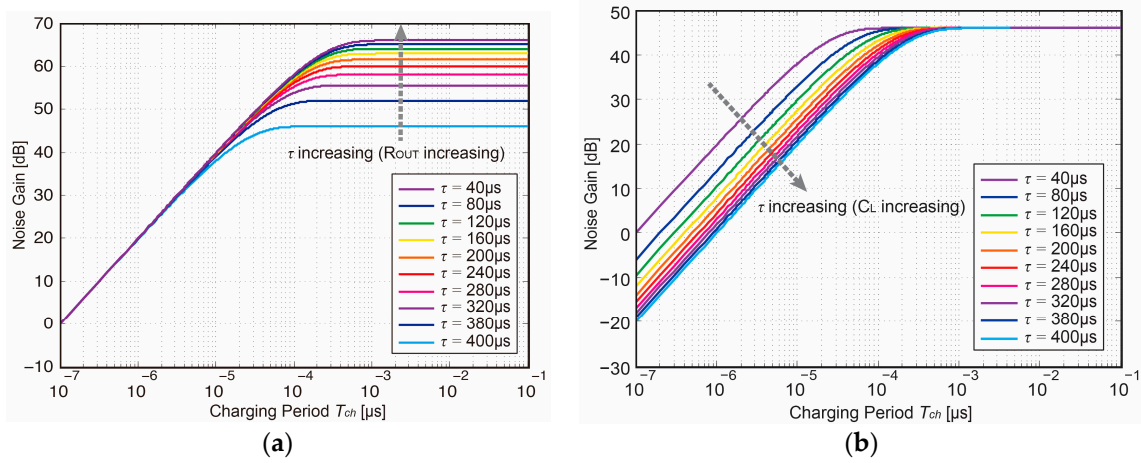 70
60
50
40
30
20
10
0
−10
Noise Gain [dB]
τ increasing (ROUT increasing)
τ = 40μs
τ = 80μs
τ = 120μs
τ = 160μs
τ = 200μs
τ = 240μs
τ = 280μs
τ = 320μs
τ = 380μs
τ = 400μs
10−7 10−6 10−5 10−4 10−3 10−2 10−1
Charging Period Tch [μs]
(a)
50
40
30
20
10
0
−10
−20
−30
Noise Gain [dB]
τ increasing (CL increasing)
τ = 40μs
τ = 80μs
τ = 120μs
τ = 160μs
τ = 200μs
τ = 240μs
τ = 280μs
τ = 320μs
τ = 380μs
τ = 400μs
10−7 10−6 10−5 10−4 10−3 10−2 10−1
Charging Period Tch [μs]
(b)